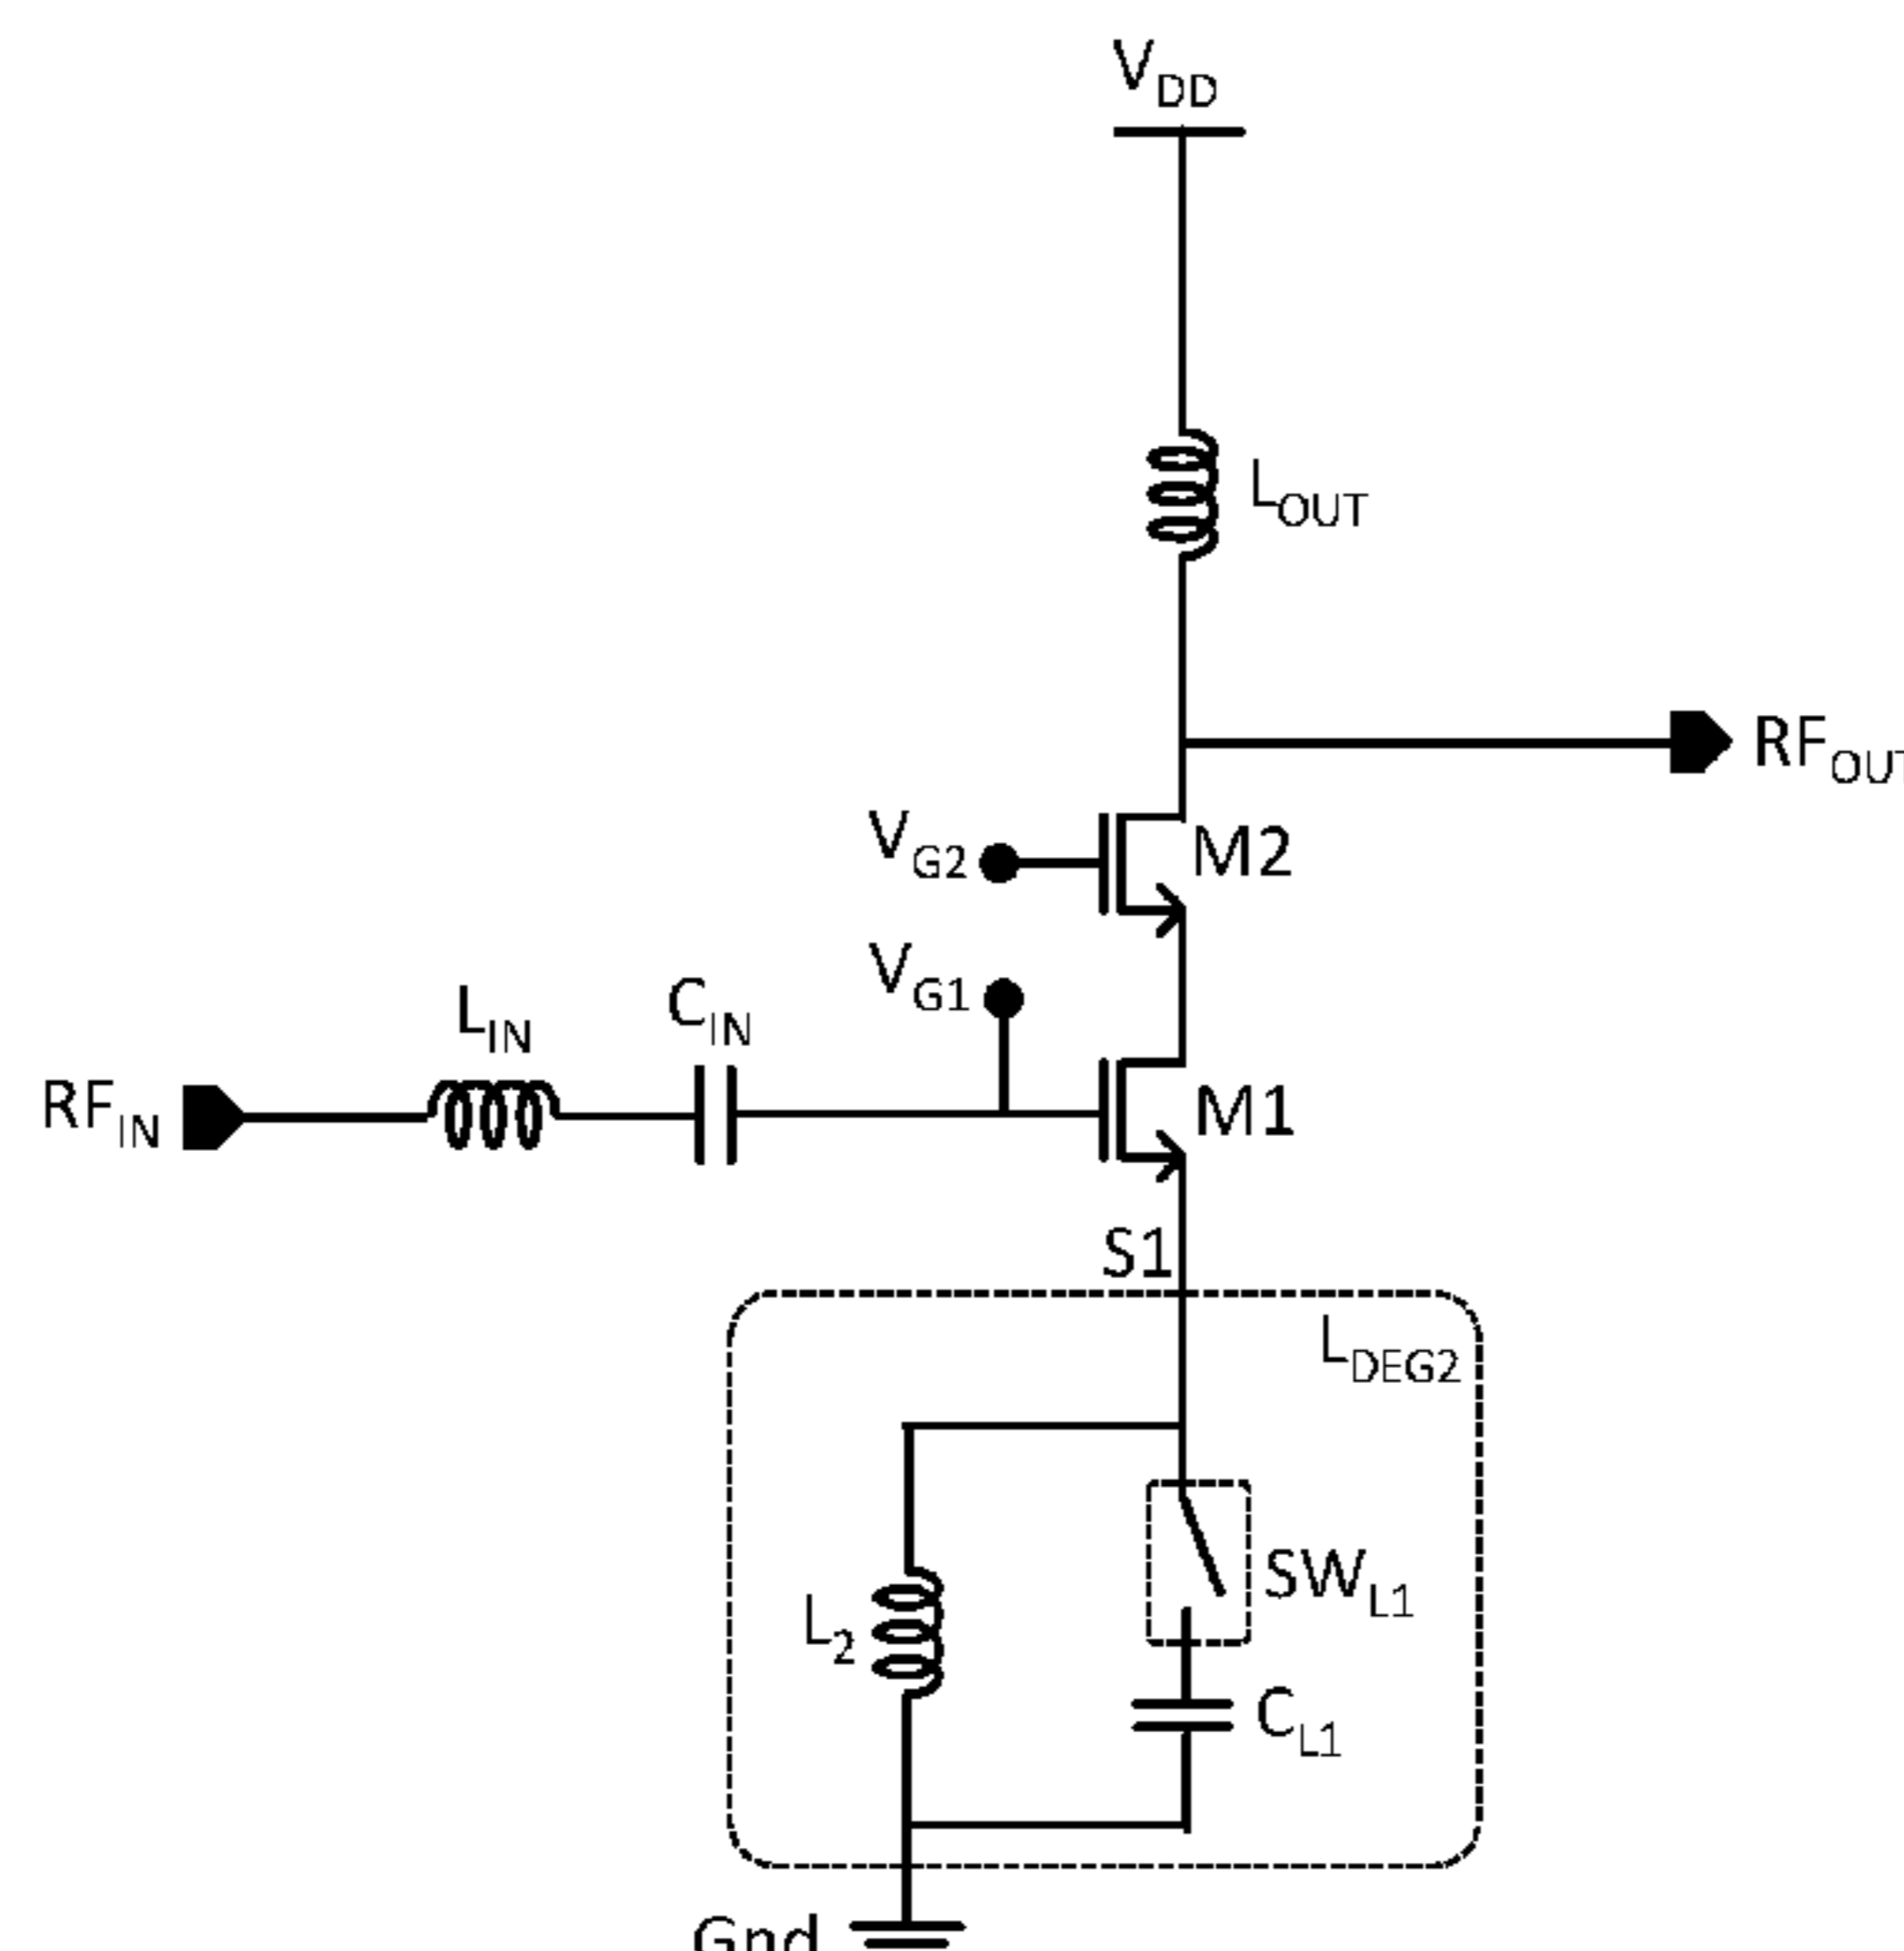 VDD
LOUT
RFOUT
VG2
M2
VG1
LIN
CIN
RFIN
M1
S1
LDEG2
L2
SWL1
CL1
Gnd